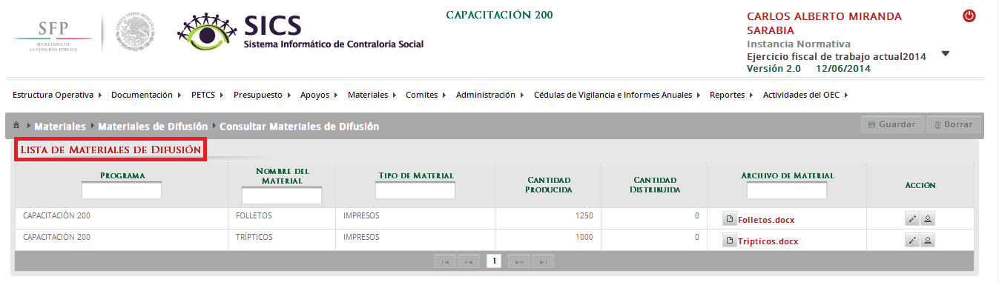 SFP
SECRETARÍA DE
LA FUNCIÓN PÚBLICA
SICS
Sistema Informático de Contraloría Social
CAPACITACIÓN 200
CARLOS ALBERTO MIRANDA
SARABIA
Instancia Normativa
Ejercicio fiscal de trabajo actual2014
Versión 2.0 12/06/2014
Estructura Operativa Documentación PETCS Presupuesto Apoyos Materiales Comites Administración Cédulas de Vigilancia e Informes Anuales Reportes Actividades del OEC
Materiales Materiales de Difusión Consultar Materiales de Difusión
Guardar Borrar
Lista de Materiales de Difusión
Programa
Nombre del
Material
Tipo de Material
Cantidad
Producida
Cantidad
Distribuida
Archivo de Material
Acción
CAPACITACIÓN 200 FOLLETOS IMPRESOS 1250 0 Folletos.docx
CAPACITACIÓN 200 TRÍPTICOS IMPRESOS 1000 0 Tripticos.docx
1